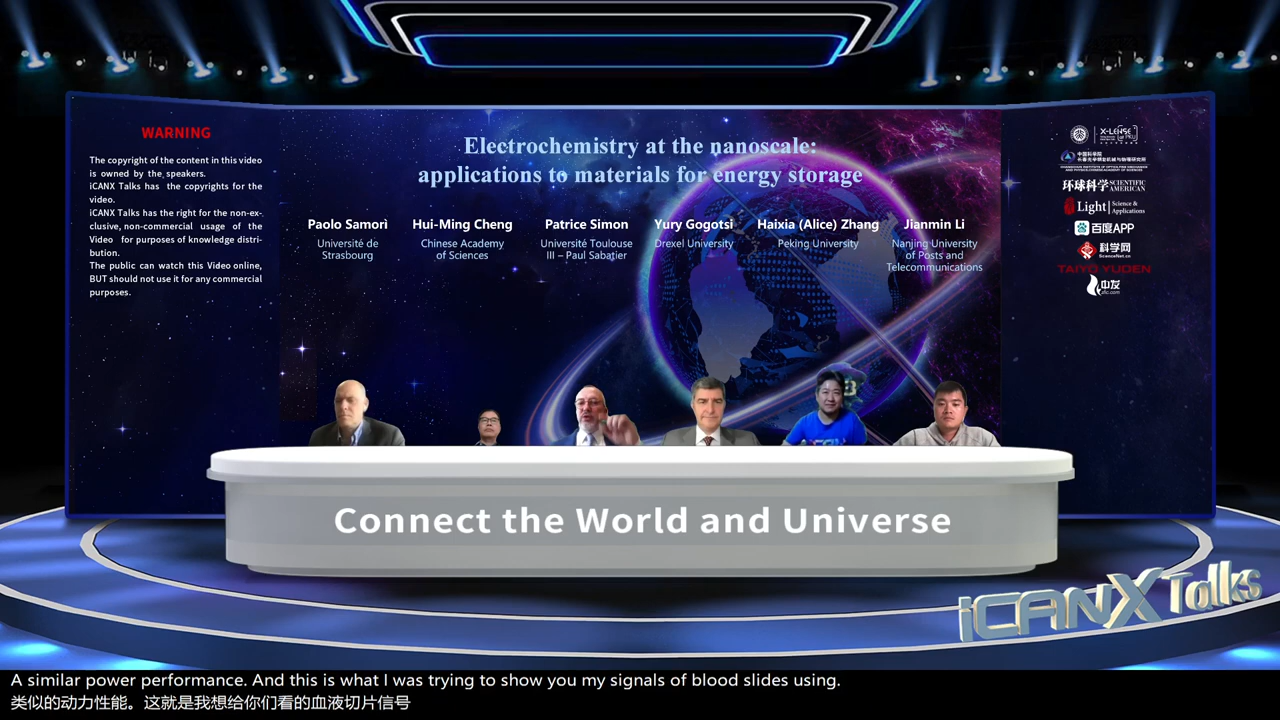 WARNING
The copyright of the content in this video
is owned by the speakers.
iCANX Talks has the copyrights for the
video.
iCANX Talks has the right for the non-ex-
clusive, non-commercial usage of the
Video for purposes of knowledge distri-
bution.
The public can watch this Video online,
BUT should not use it for any commercial
purposes.
Electrochemistry at the nanoscale:
applications to materials for energy storage
Paolo Samorì
Université de
Strasbourg
Hui-Ming Cheng
Chinese Academy
of Sciences
Patrice Simon
Université Toulouse
III – Paul Sabatier
Yury Gogotsi
Drexel University
Haixia (Alice) Zhang
Peking University
Jianmin Li
Nanjing University
of Posts and
Telecommunications
X-LENSE
中国科学院
环球科学 SCIENTIFIC
AMERICAN
Light Science &
Applications
百度APP
科学网
ScienceNet.cn
TAIYO YUDEN
中友
Connect the World and Universe
iCANX Talks
A similar power performance. And this is what I was trying to show you my signals of blood slides using.
类似的动力性能。这就是我想给你们看的血液切片信号